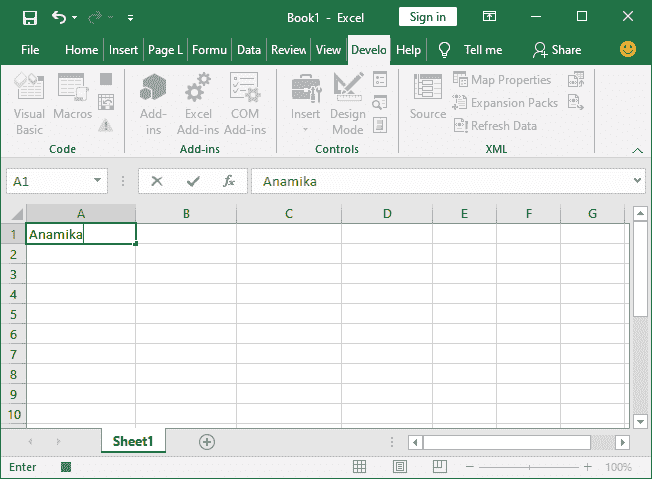 Book1 - Excel Sign in
File Home Insert Page L Formu Data Review View Develo Help Tell me Share
Visual Basic Macros Add-ins Excel Add-ins COM Add-ins Insert Design Mode Source Map Properties
Expansion Packs
Refresh Data
Code Add-ins Controls XML
A1 fx Anamika
A B C D E F G
1 Anamika
2
3
4
5
6
7
8
9
10
Sheet1
Enter 100%